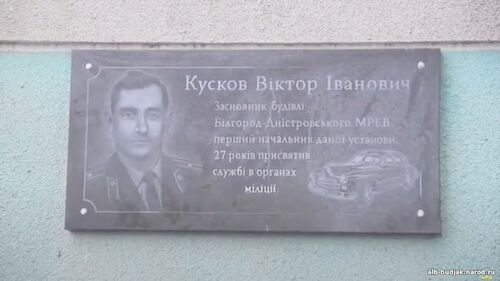 Кусков Віктор Іванович
Засновник будівлі
Білгород-Дністровського МРЕВ
перший начальник даної установи.
27 років присвятив
службі в органах
міліції.
alb-budjak.narod.ru